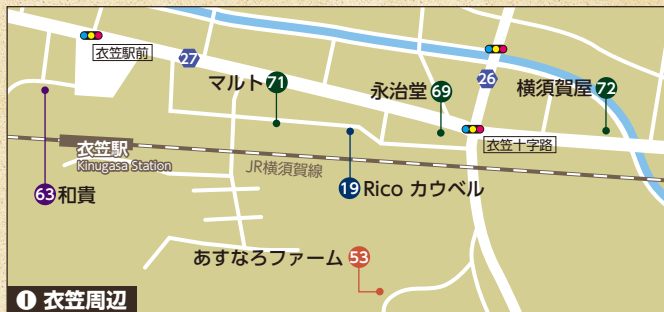 衣笠駅前
27
マルト 71
永治堂 69
26
横須賀屋 72
衣笠十字路
衣笠駅
Kinugasa Station
JR横須賀線
63 和貴
19 Rico カウベル
あすなろファーム 53
I 衣笠周辺